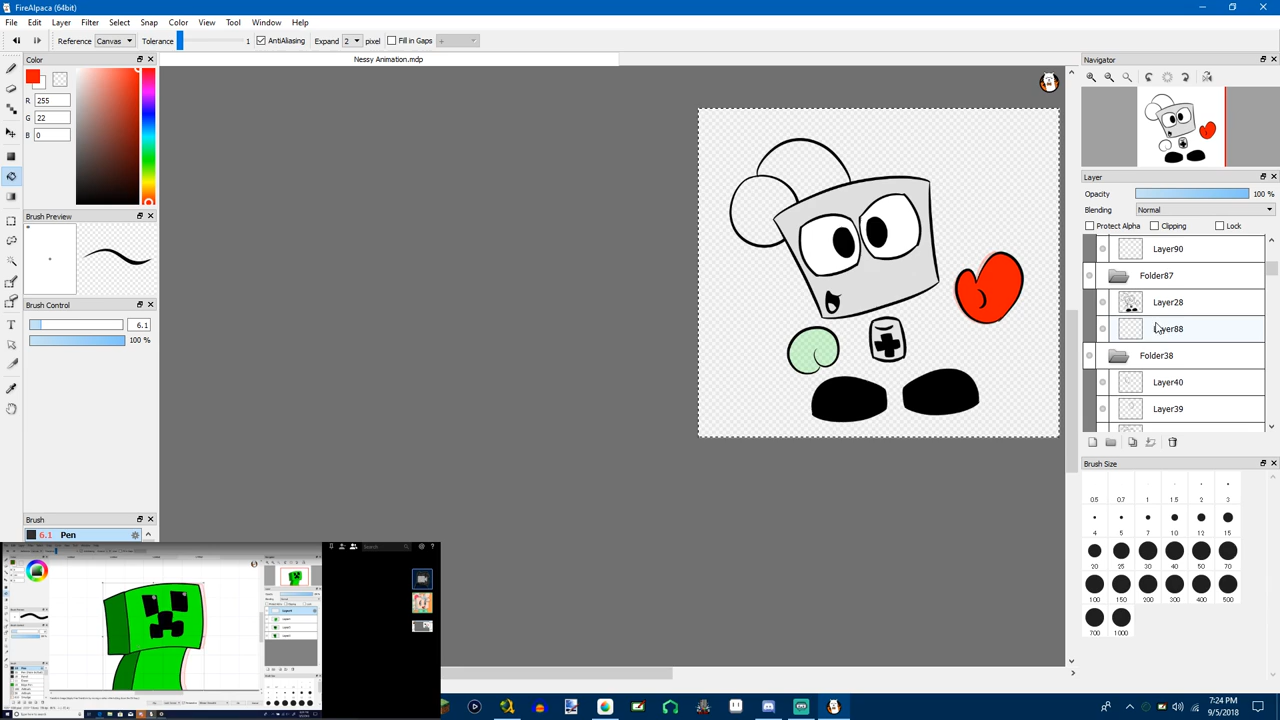 FireAlpaca (64bit)
File Edit Layer Filter Select Snap Color View Tool Window Help
Reference Canvas Tolerance 1 AntiAliasing Expand 2 pixel Fill in Gaps +
Color
Nessy Animation.mdp
Navigator
R 255
G 22
B 0
Layer
Opacity 100 %
Blending Normal
Protect Alpha Clipping Lock
Brush Preview
Layer90
Folder87
Layer28
Layer88
Folder38
Layer40
Layer39
Brush Control
6.1
100 %
Brush Size
0.5 0.7 1 1.5 2 3
4 5 7 10 12 15
20 25 30 40 50 70
100 150 200 300 400 500
700 1000
Brush
6.1 Pen
Search
7:24 PM
9/5/2018